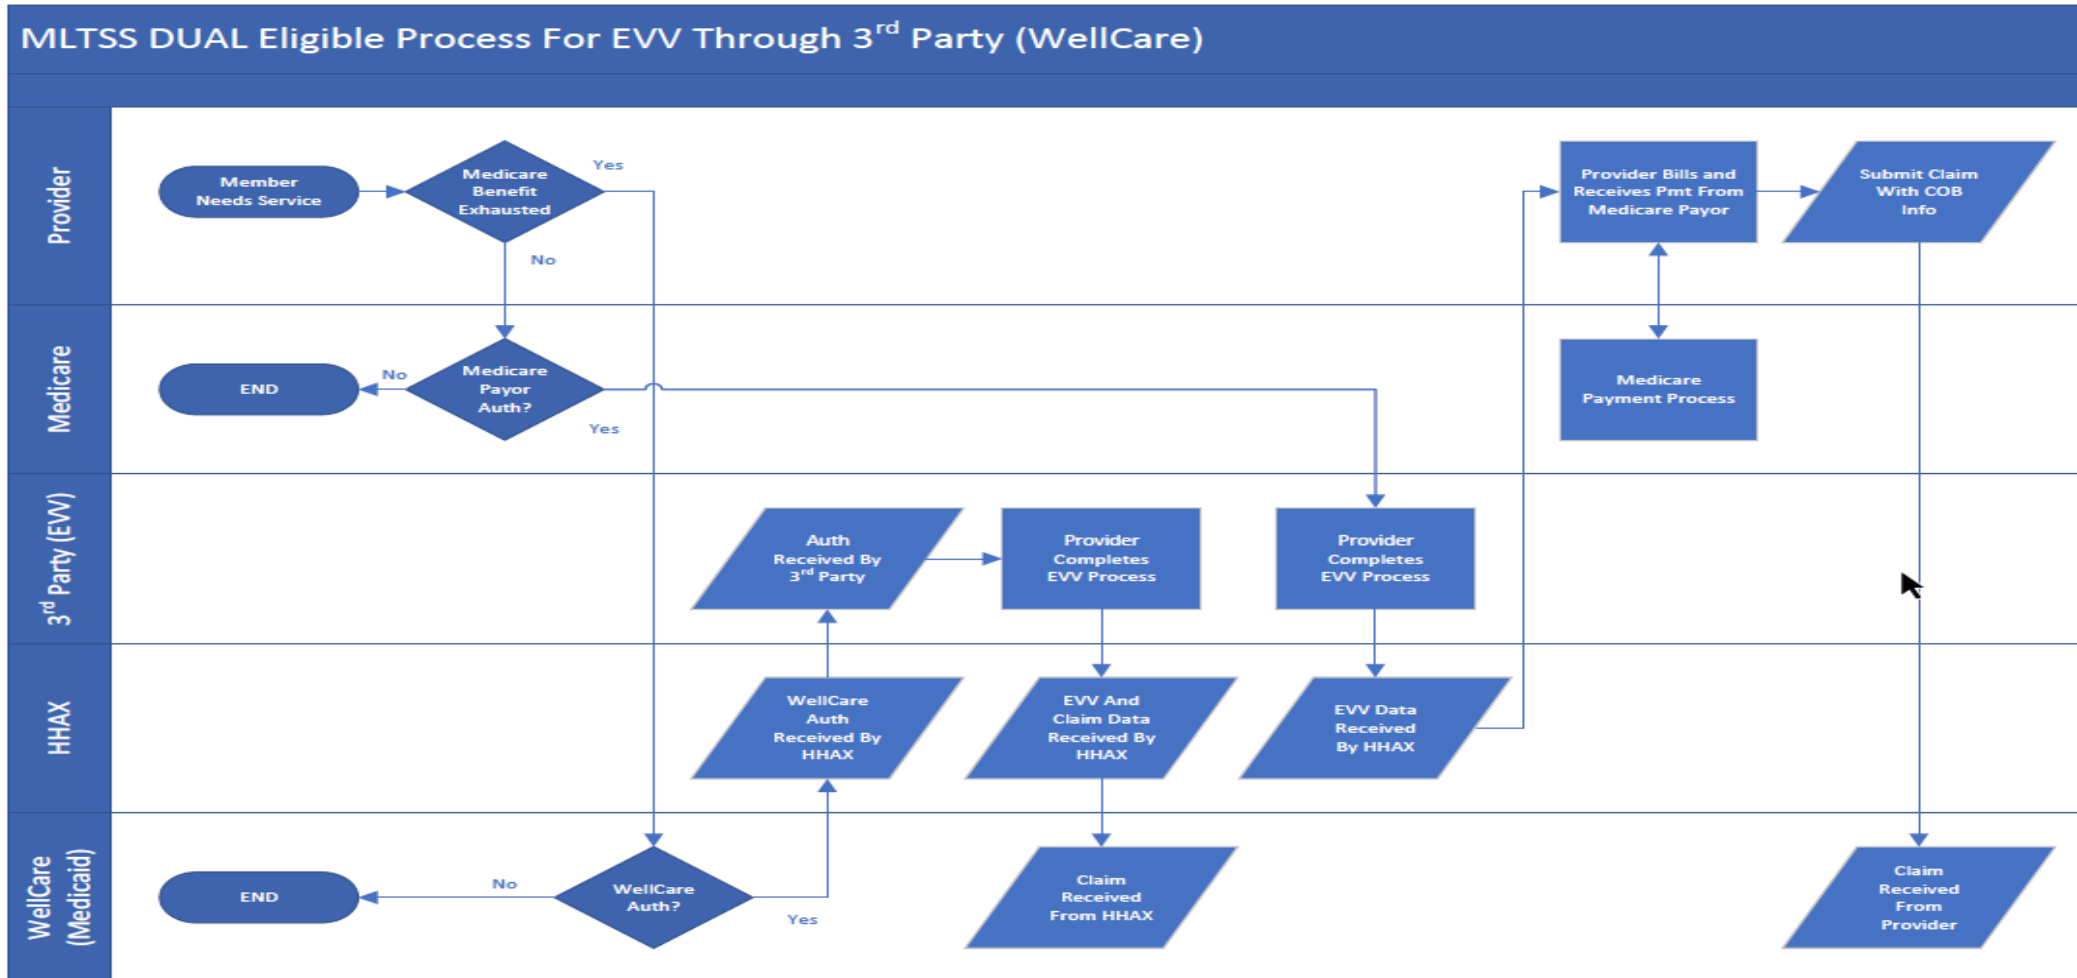 MLTSS DUAL Eligible Process For EVV Through 3rd Party (WellCare)
Provider
Member
Needs Service
Medicare
Benefit
Exhausted
Yes
No
Provider Bills and
Receives Pmt From
Medicare Payor
Submit Claim
With COB
Info
Medicare
END
No
Medicare
Payor
Auth?
Yes
Medicare
Payment Process
3rd Party (EVV)
Auth
Received By
3rd Party
Provider
Completes
EVV Process
Provider
Completes
EVV Process
HHAX
WellCare
Auth
Received By
HHAX
EVV And
Claim Data
Received By
HHAX
EVV Data
Received
By HHAX
WellCare
(Medicaid)
END
No
WellCare
Auth?
Yes
Claim
Received
From HHAX
Claim
Received
From
Provider